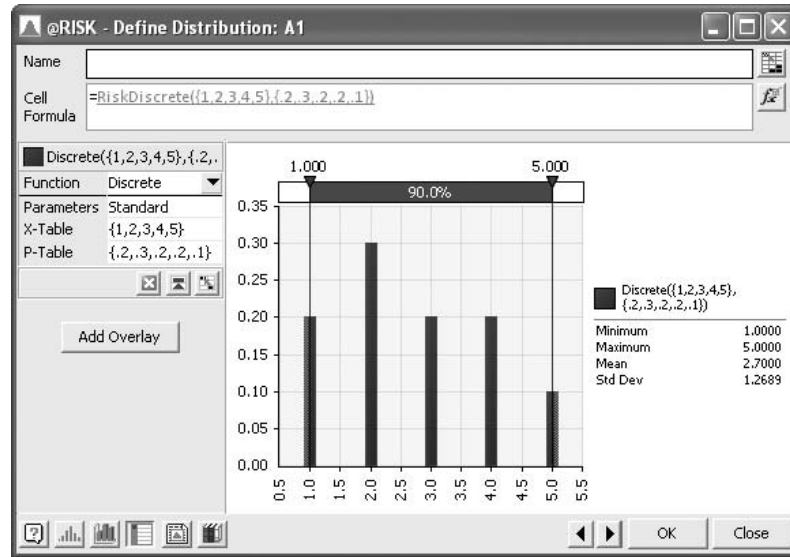 @RISK - Define Distribution: A1
Name
Cell Formula
=RiskDiscrete({1,2,3,4,5},{.2,.3,.2,.2,.1})
Discrete({1,2,3,4,5},{.2,.
Function Discrete
Parameters Standard
X-Table {1,2,3,4,5}
P-Table {.2,.3,.2,.2,.1}
Add Overlay
1.000 5.000
90.0%
0.35
0.30
0.25
0.20
0.15
0.10
0.05
0.00
0.5 1.0 1.5 2.0 2.5 3.0 3.5 4.0 4.5 5.0 5.5
Discrete({1,2,3,4,5},
{.2,.3,.2,.2,.1})
Minimum 1.0000
Maximum 5.0000
Mean 2.7000
Std Dev 1.2689
OK Close